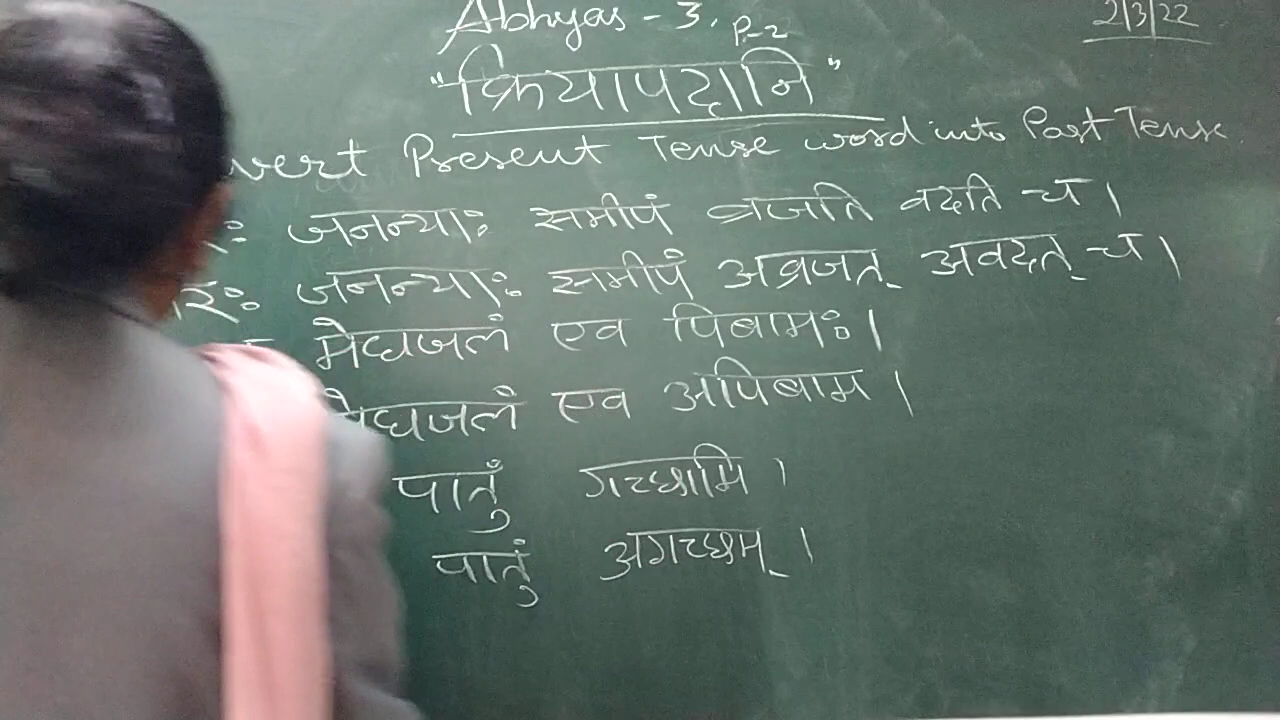 Abhyas - 3. P-2
2/3/22
"क्रियापदानि"
vert Present Tense word into Past Tense.
रः जनन्याः समीपं व्रजति वदति च।
रः जनन्याः समीपं अव्रजत् अवदत् च।
मेघजलं एव पिबामः।
मेघजलं एव अपिबाम।
पातुं गच्छामि।
पातुं अगच्छम्।